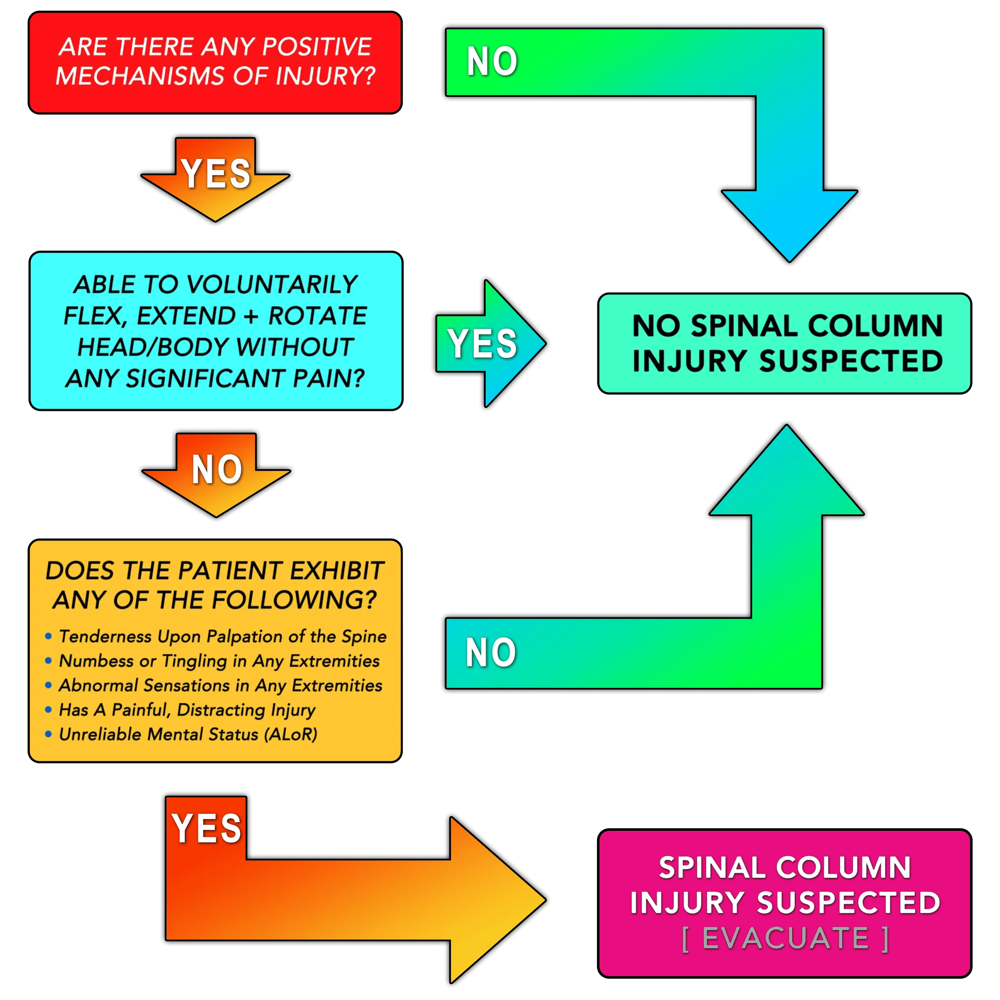 ARE THERE ANY POSITIVE
MECHANISMS OF INJURY?
NO
YES
ABLE TO VOLUNTARILY
FLEX, EXTEND + ROTATE
HEAD/BODY WITHOUT
ANY SIGNIFICANT PAIN?
YES
NO SPINAL COLUMN
INJURY SUSPECTED
NO
DOES THE PATIENT EXHIBIT
ANY OF THE FOLLOWING?
• Tenderness Upon Palpation of the Spine
• Numbess or Tingling in Any Extremities
• Abnormal Sensations in Any Extremities
• Has A Painful, Distracting Injury
• Unreliable Mental Status (ALoR)
NO
YES
SPINAL COLUMN
INJURY SUSPECTED
[ EVACUATE ]